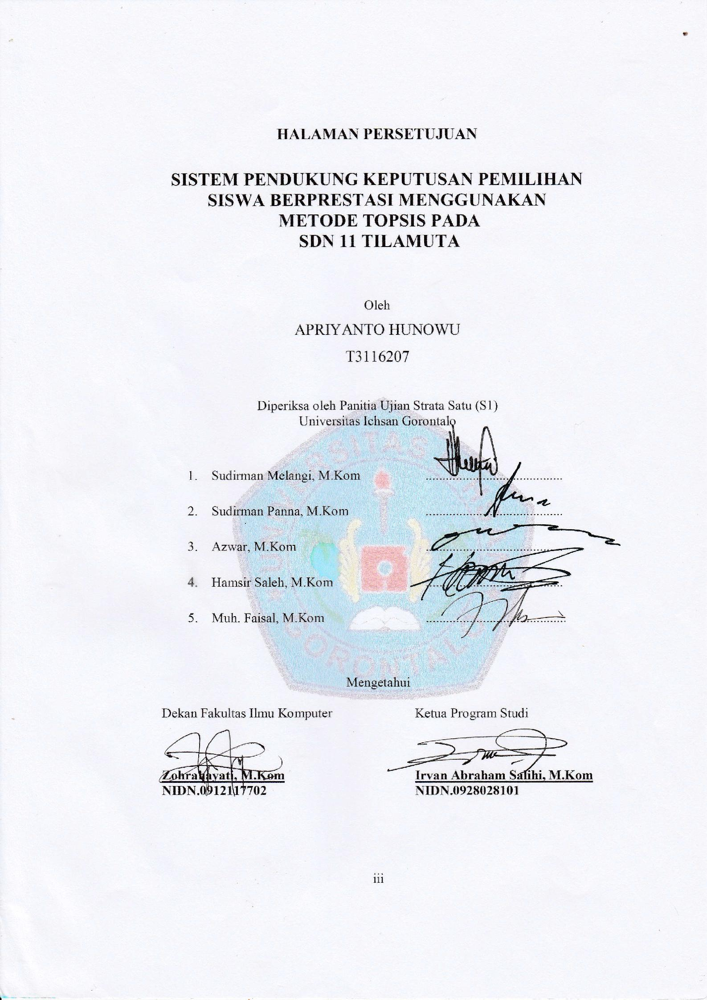 HALAMAN PERSETUJUAN
SISTEM PENDUKUNG KEPUTUSAN PEMILIHAN
SISWA BERPRESTASI MENGGUNAKAN
METODE TOPSIS PADA
SDN 11 TILAMUTA
Oleh
APRIYANTO HUNOWU
T3116207
Diperiksa oleh Panitia Ujian Strata Satu (S1)
Universitas Ichsan Gorontalo
1. Sudirman Melangi, M.Kom ............................................
2. Sudirman Panna, M.Kom ............................................
3. Azwar, M.Kom ............................................
4. Hamsir Saleh, M.Kom ............................................
5. Muh. Faisal, M.Kom ............................................
GORONTALO
Mengetahui
Dekan Fakultas Ilmu Komputer Ketua Program Studi
Zohrahayati, M.Kom Irvan Abraham Salihi, M.Kom
NIDN.0912117702 NIDN.0928028101
iii